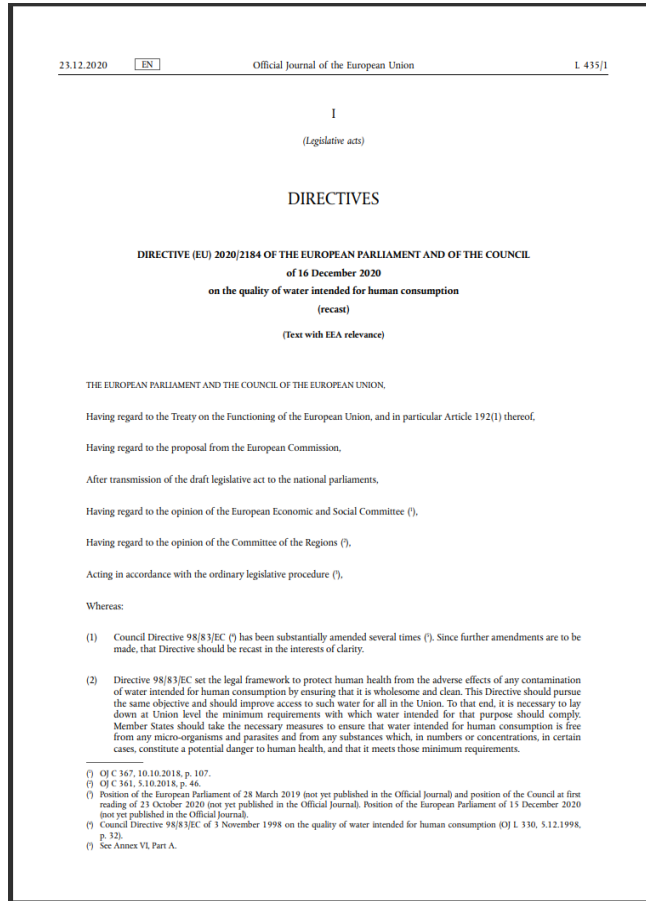 23.12.2020 EN Official Journal of the European Union L 435/1
I
(Legislative acts)
DIRECTIVES
DIRECTIVE (EU) 2020/2184 OF THE EUROPEAN PARLIAMENT AND OF THE COUNCIL
of 16 December 2020
on the quality of water intended for human consumption
(recast)
(Text with EEA relevance)
THE EUROPEAN PARLIAMENT AND THE COUNCIL OF THE EUROPEAN UNION,
Having regard to the Treaty on the Functioning of the European Union, and in particular Article 192(1) thereof,
Having regard to the proposal from the European Commission,
After transmission of the draft legislative act to the national parliaments,
Having regard to the opinion of the European Economic and Social Committee (¹),
Having regard to the opinion of the Committee of the Regions (²),
Acting in accordance with the ordinary legislative procedure (³),
Whereas:
(1) Council Directive 98/83/EC (⁴) has been substantially amended several times (⁵). Since further amendments are to be
made, that Directive should be recast in the interests of clarity.
(2) Directive 98/83/EC set the legal framework to protect human health from the adverse effects of any contamination
of water intended for human consumption by ensuring that it is wholesome and clean. This Directive should pursue
the same objective and should improve access to such water for all in the Union. To that end, it is necessary to lay
down at Union level the minimum requirements with which water intended for that purpose should comply.
Member States should take the necessary measures to ensure that water intended for human consumption is free
from any micro-organisms and parasites and from any substances which, in numbers or concentrations, in certain
cases, constitute a potential danger to human health, and that it meets those minimum requirements.
(¹) OJ C 367, 10.10.2018, p. 107.
(²) OJ C 361, 5.10.2018, p. 46.
(³) Position of the European Parliament of 28 March 2019 (not yet published in the Official Journal) and position of the Council at first
reading of 23 October 2020 (not yet published in the Official Journal). Position of the European Parliament of 15 December 2020
(not yet published in the Official Journal).
(⁴) Council Directive 98/83/EC of 3 November 1998 on the quality of water intended for human consumption (OJ L 330, 5.12.1998,
p. 32).
(⁵) See Annex VI, Part A.